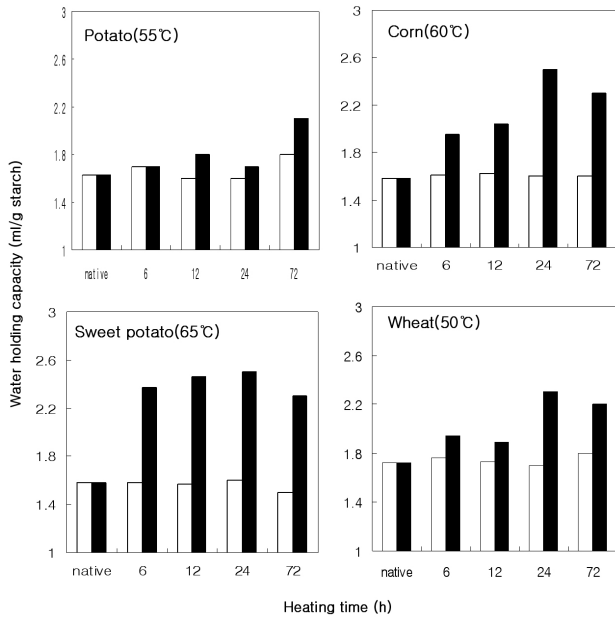 Water holding capacity (ml/g starch)
Potato(55℃)
3
2.6
2.2
1.8
1.4
1
native 6 12 24 72
Corn(60℃)
3
2.6
2.2
1.8
1.4
1
native 6 12 24 72
Sweet potato(65℃)
3
2.6
2.2
1.8
1.4
1
native 6 12 24 72
Wheat(50℃)
3
2.6
2.2
1.8
1.4
1
native 6 12 24 72
Heating time (h)